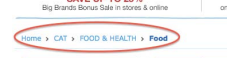 Big Brands Bonus Sale in stores & online
Home > CAT > FOOD & HEALTH > Food